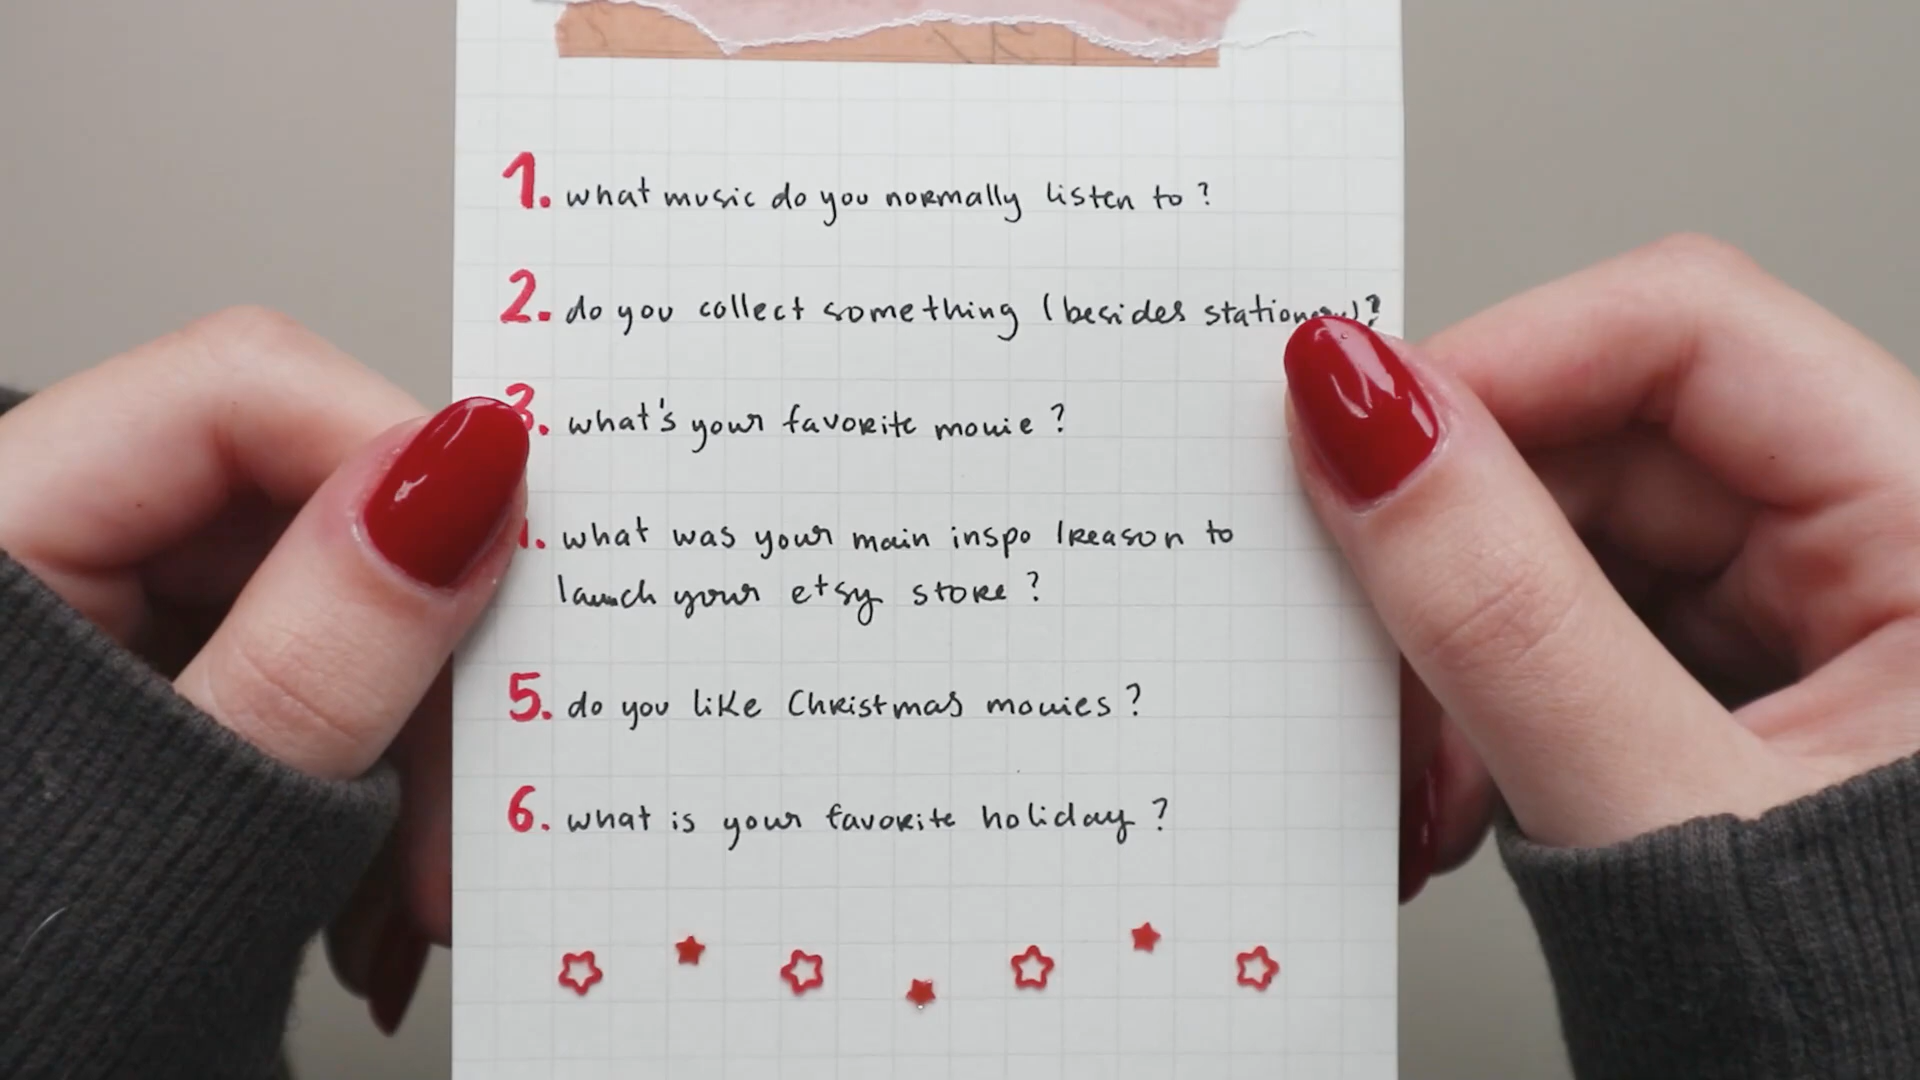 1. what music do you normally listen to?
2. do you collect something (besides stationery)?
3. what's your favorite movie?
what was your main inspo /reason to
launch your etsy store?
5. do you like Christmas movies?
6. what is your favorite holiday?